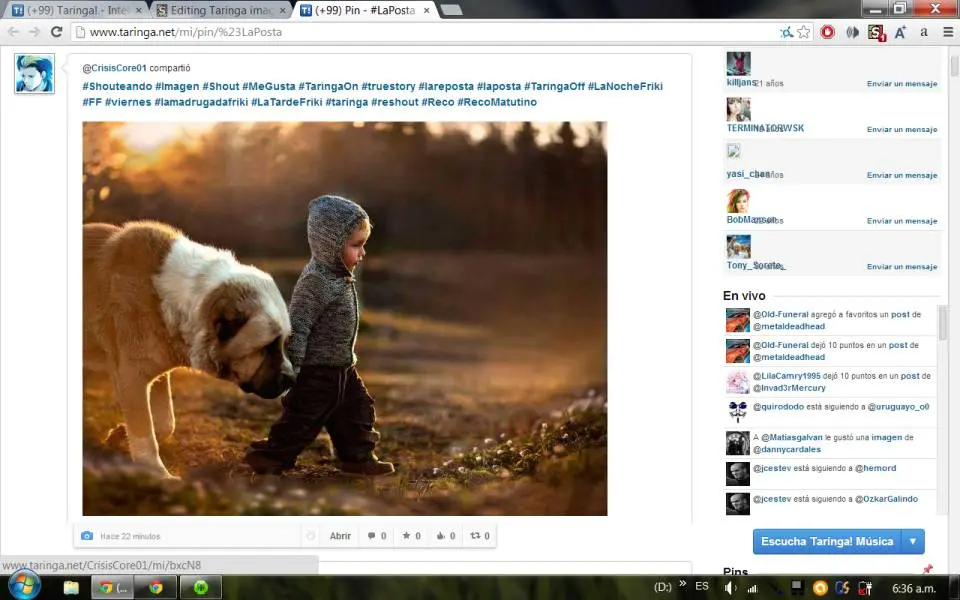 (+99) Taringa! - Inte
Editing Taringa imag
(+99) Pin - #LaPosta
www.taringa.net/mi/pin/%23LaPosta
@CrisisCore01 compartió
#Shouteando #Imagen #Shout #MeGusta #TaringaOn #truestory #lareposta #laposta #TaringaOff #LaNocheFriki
#FF #viernes #lamadrugadafriki #LaTardeFriki #taringa #reshout #Reco #RecoMatutino
Hace 22 minutos
Abrir
0
0
0
0
killjans 21 años
Enviar un mensaje
TERMINATORWSK
Enviar un mensaje
yasi_chan años
Enviar un mensaje
BobManson años
Enviar un mensaje
Tony_Sorete_ años
Enviar un mensaje
En vivo
@Old-Funeral agregó a favoritos un post de
@metaldeadhead
@Old-Funeral dejó 10 puntos en un post de
@metaldeadhead
@LilaCamry1995 dejó 10 puntos en un post de
@Invad3rMercury
@quirododo está siguiendo a @uruguayo_o0
A @Matiasgalvan le gustó una imagen de
@dannycardales
@jcestev está siguiendo a @hemord
@jcestev está siguiendo a @OzkarGalindo
Escucha Taringa! Música
Pins
www.taringa.net/CrisisCore01/mi/bxcN8
(...
(D:)
ES
6:36 a.m.